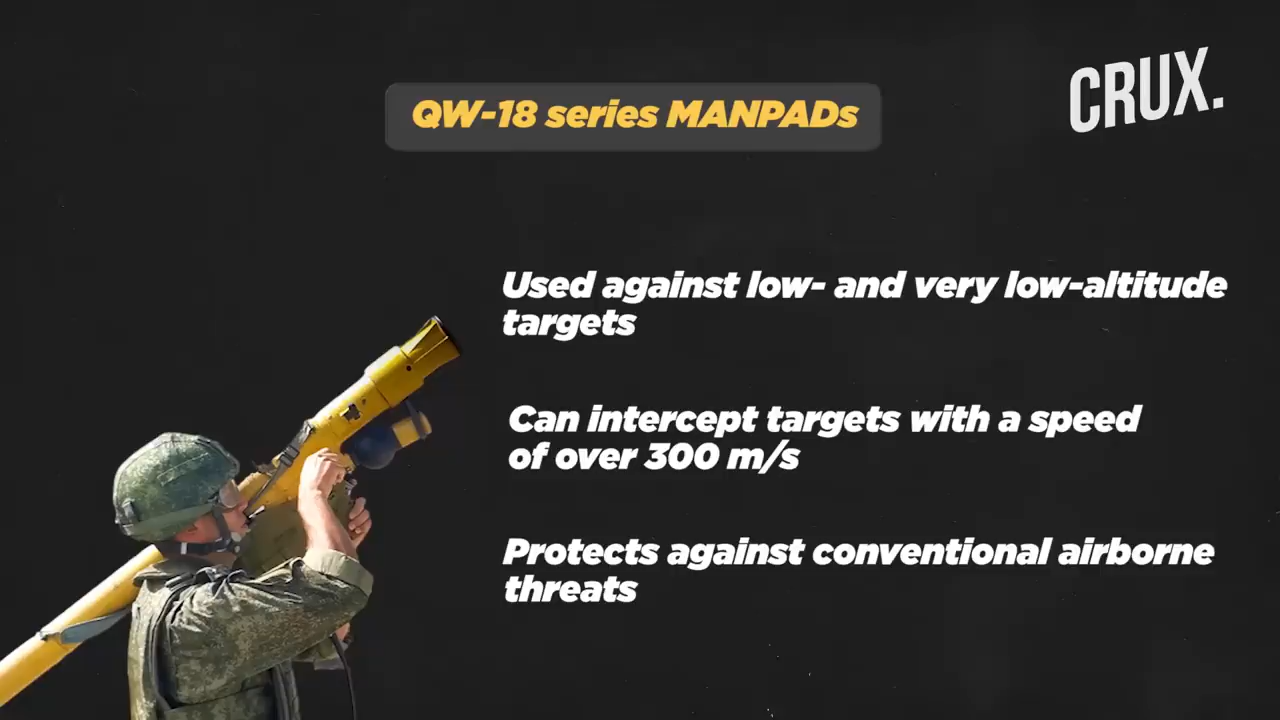 CRUX.
QW-18 series MANPADs
Used against low- and very low-altitude
targets
Can intercept targets with a speed
of over 300 m/s
Protects against conventional airborne
threats